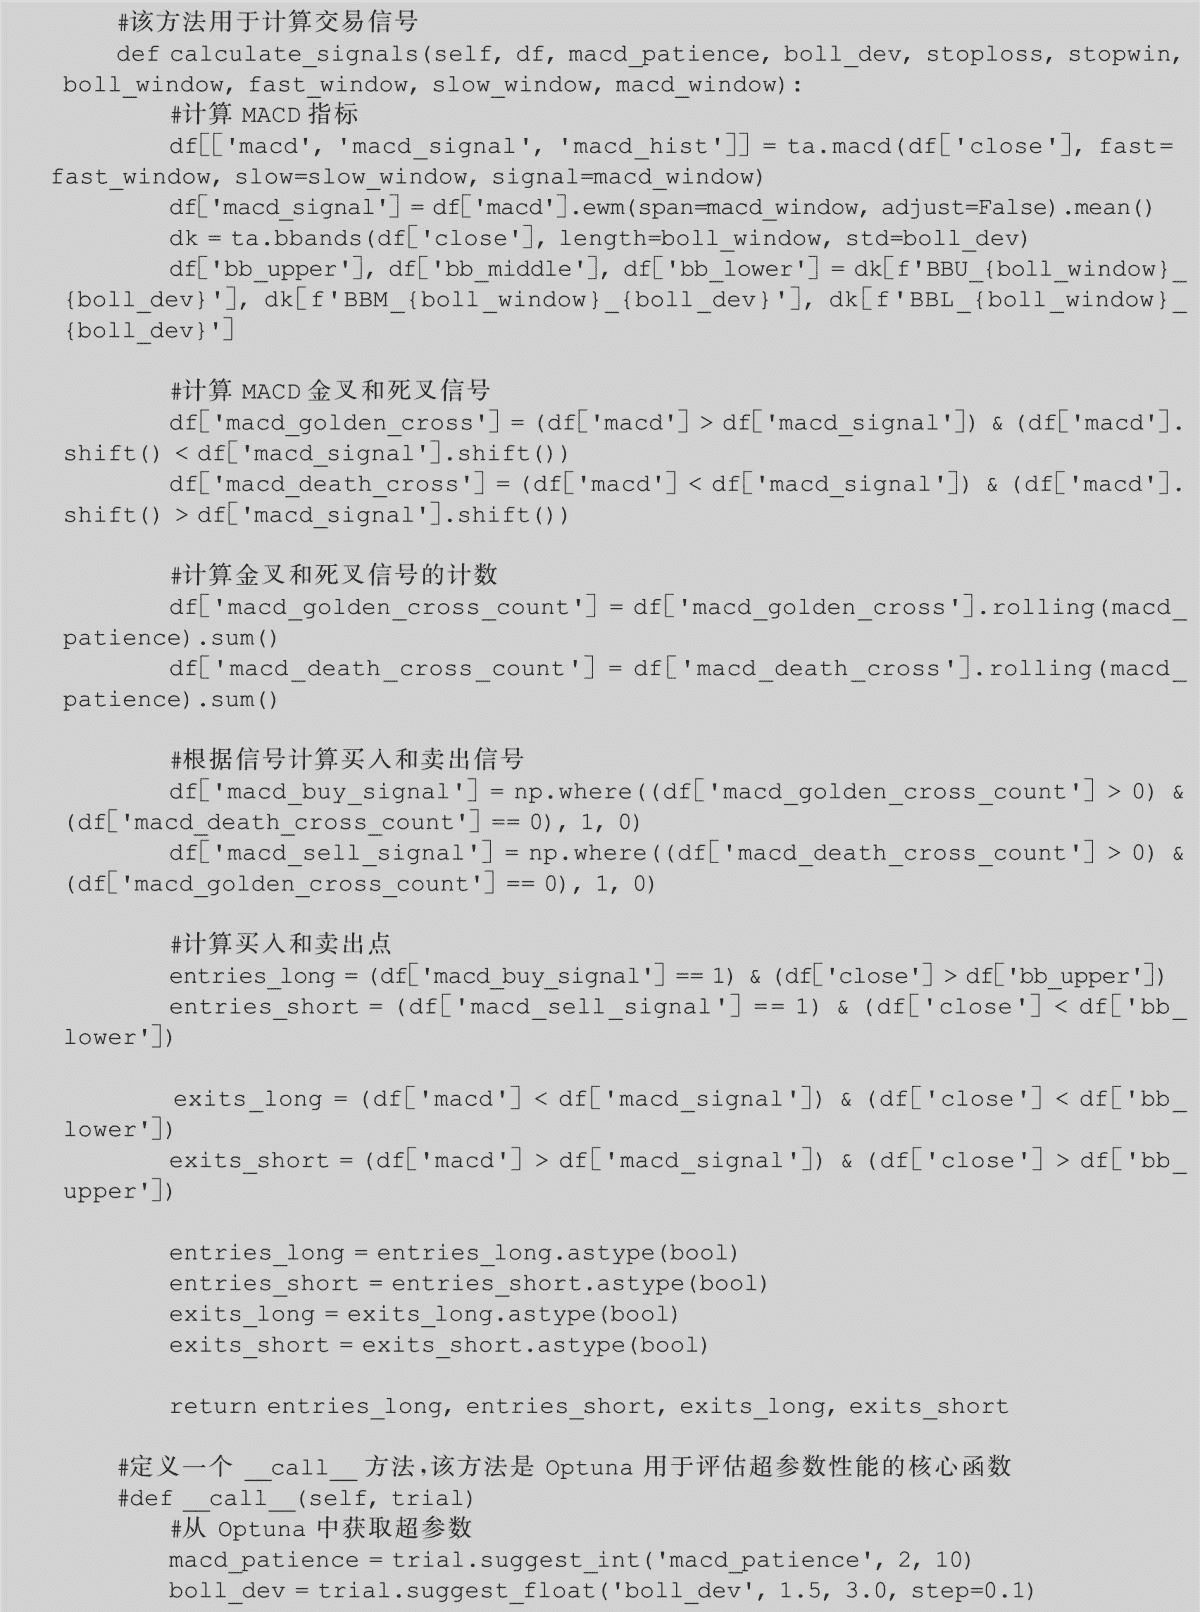 #该方法用于计算交易信号
def calculate_signals(self, df, macd_patience, boll_dev, stoploss, stopwin,
boll_window, fast_window, slow_window, macd_window):
#计算 MACD 指标
df[['macd', 'macd_signal', 'macd_hist']] = ta.macd(df['close'], fast=
fast_window, slow=slow_window, signal=macd_window)
df['macd_signal'] = df['macd'].ewm(span=macd_window, adjust=False).mean()
dk = ta.bbands(df['close'], length=boll_window, std=boll_dev)
df['bb_upper'], df['bb_middle'], df['bb_lower'] = dk[f'BBU_{boll_window}_
{boll_dev}'], dk[f'BBM_{boll_window}_{boll_dev}'], dk[f'BBL_{boll_window}_
{boll_dev}']
#计算 MACD 金叉和死叉信号
df['macd_golden_cross'] = (df['macd'] > df['macd_signal']) & (df['macd'].
shift() < df['macd_signal'].shift())
df['macd_death_cross'] = (df['macd'] < df['macd_signal']) & (df['macd'].
shift() > df['macd_signal'].shift())
#计算金叉和死叉信号的计数
df['macd_golden_cross_count'] = df['macd_golden_cross'].rolling(macd_
patience).sum()
df['macd_death_cross_count'] = df['macd_death_cross'].rolling(macd_
patience).sum()
#根据信号计算买入和卖出信号
df['macd_buy_signal'] = np.where((df['macd_golden_cross_count'] > 0) &
(df['macd_death_cross_count'] == 0), 1, 0)
df['macd_sell_signal'] = np.where((df['macd_death_cross_count'] > 0) &
(df['macd_golden_cross_count'] == 0), 1, 0)
#计算买入和卖出点
entries_long = (df['macd_buy_signal'] == 1) & (df['close'] > df['bb_upper'])
entries_short = (df['macd_sell_signal'] == 1) & (df['close'] < df['bb_
lower'])
exits_long = (df['macd'] < df['macd_signal']) & (df['close'] < df['bb_
lower'])
exits_short = (df['macd'] > df['macd_signal']) & (df['close'] > df['bb_
upper'])
entries_long = entries_long.astype(bool)
entries_short = entries_short.astype(bool)
exits_long = exits_long.astype(bool)
exits_short = exits_short.astype(bool)
return entries_long, entries_short, exits_long, exits_short
#定义一个 __call__ 方法,该方法是 Optuna 用于评估超参数性能的核心函数
#def __call__(self, trial)
#从 Optuna 中获取超参数
macd_patience = trial.suggest_int('macd_patience', 2, 10)
boll_dev = trial.suggest_float('boll_dev', 1.5, 3.0, step=0.1)